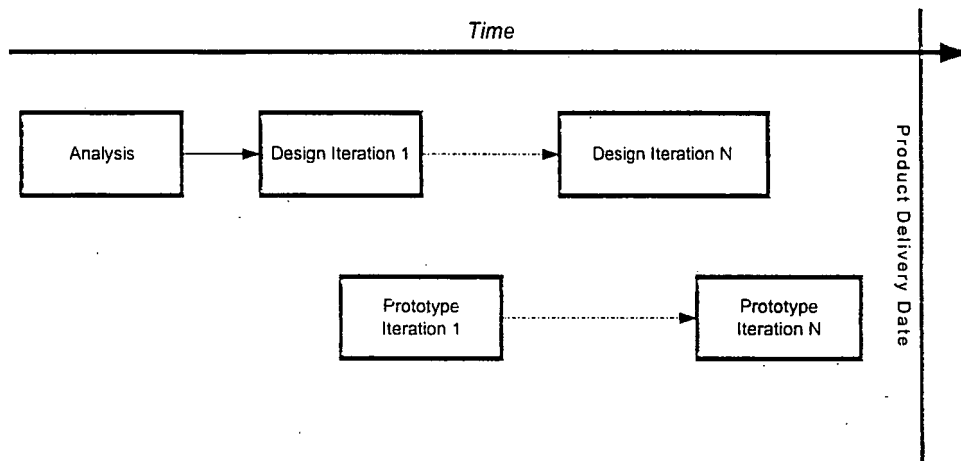 Time
Analysis
Design Iteration 1
Design Iteration N
Product Delivery Date
Prototype
Iteration 1
Prototype
Iteration N